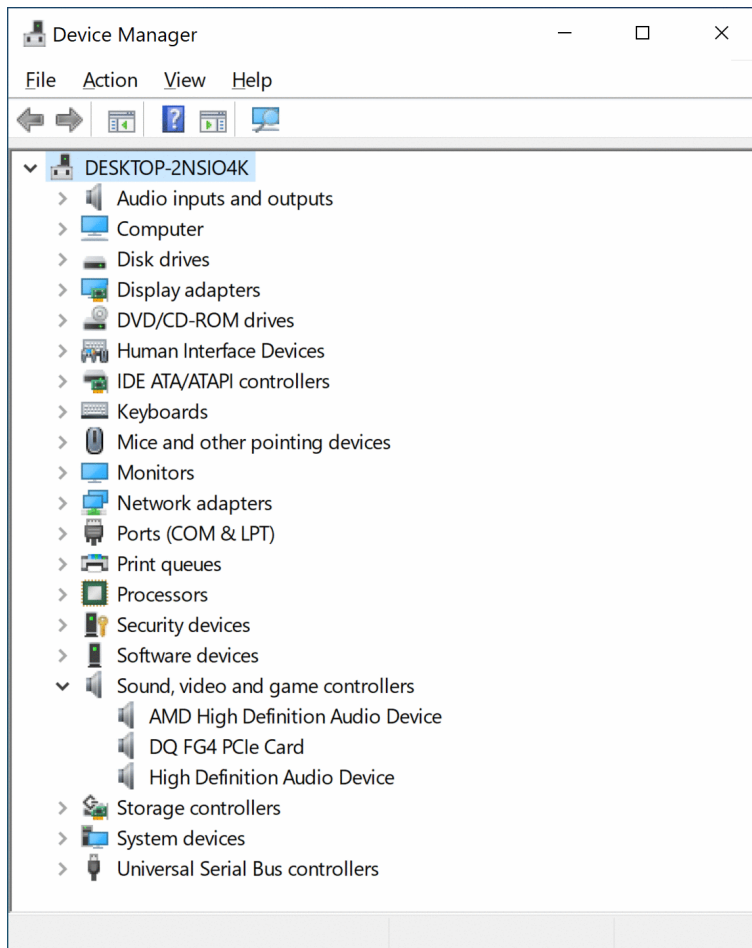 Device Manager
File Action View Help
DESKTOP-2NSIO4K
Audio inputs and outputs
Computer
Disk drives
Display adapters
DVD/CD-ROM drives
Human Interface Devices
IDE ATA/ATAPI controllers
Keyboards
Mice and other pointing devices
Monitors
Network adapters
Ports (COM & LPT)
Print queues
Processors
Security devices
Software devices
Sound, video and game controllers
AMD High Definition Audio Device
DQ FG4 PCIe Card
High Definition Audio Device
Storage controllers
System devices
Universal Serial Bus controllers